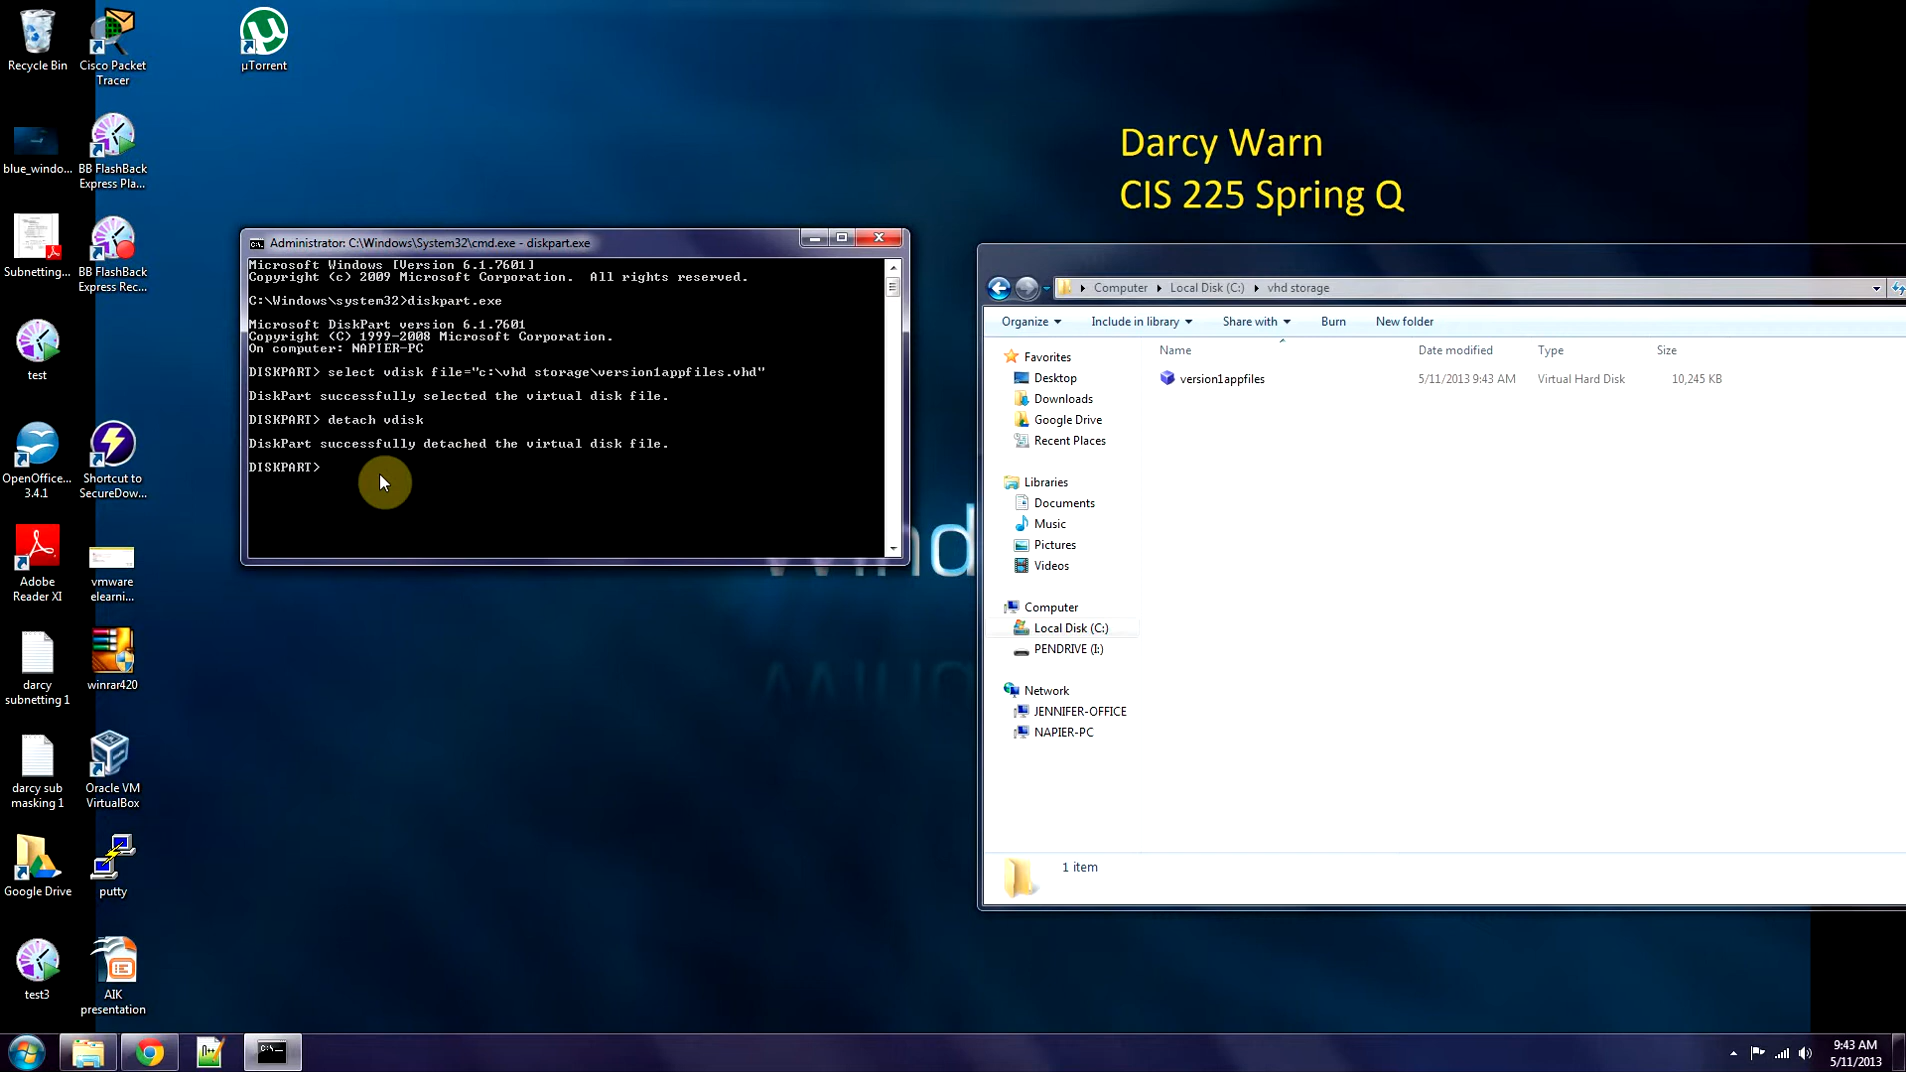 Recycle Bin
Cisco Packet
Tracer
µTorrent
blue_windo...
BB FlashBack
Express Pla...
Subnetting...
BB FlashBack
Express Rec...
test
OpenOffice...
3.4.1
Shortcut to
SecureDow...
Adobe
Reader XI
vmware
elearni...
darcy
subnetting 1
winrar420
darcy sub
masking 1
Oracle VM
VirtualBox
Google Drive
putty
test3
AIK
presentation
Darcy Warn
CIS 225 Spring Q
Administrator: C:\Windows\System32\cmd.exe - diskpart.exe
Microsoft Windows [Version 6.1.7601]
Copyright (c) 2009 Microsoft Corporation.  All rights reserved.
C:\Windows\system32>diskpart.exe
Microsoft DiskPart version 6.1.7601
Copyright (C) 1999-2008 Microsoft Corporation.
On computer: NAPIER-PC
DISKPART> select vdisk file="c:\vhd storage\version1appfiles.vhd"
DiskPart successfully selected the virtual disk file.
DISKPART> detach vdisk
DiskPart successfully detached the virtual disk file.
DISKPART>
Computer Local Disk (C:) vhd storage
Organize Include in library Share with Burn New folder
Name Date modified Type Size
version1appfiles 5/11/2013 9:43 AM Virtual Hard Disk 10,245 KB
Favorites
Desktop
Downloads
Google Drive
Recent Places
Libraries
Documents
Music
Pictures
Videos
Computer
Local Disk (C:)
PENDRIVE (I:)
Network
JENNIFER-OFFICE
NAPIER-PC
1 item
9:43 AM
5/11/2013